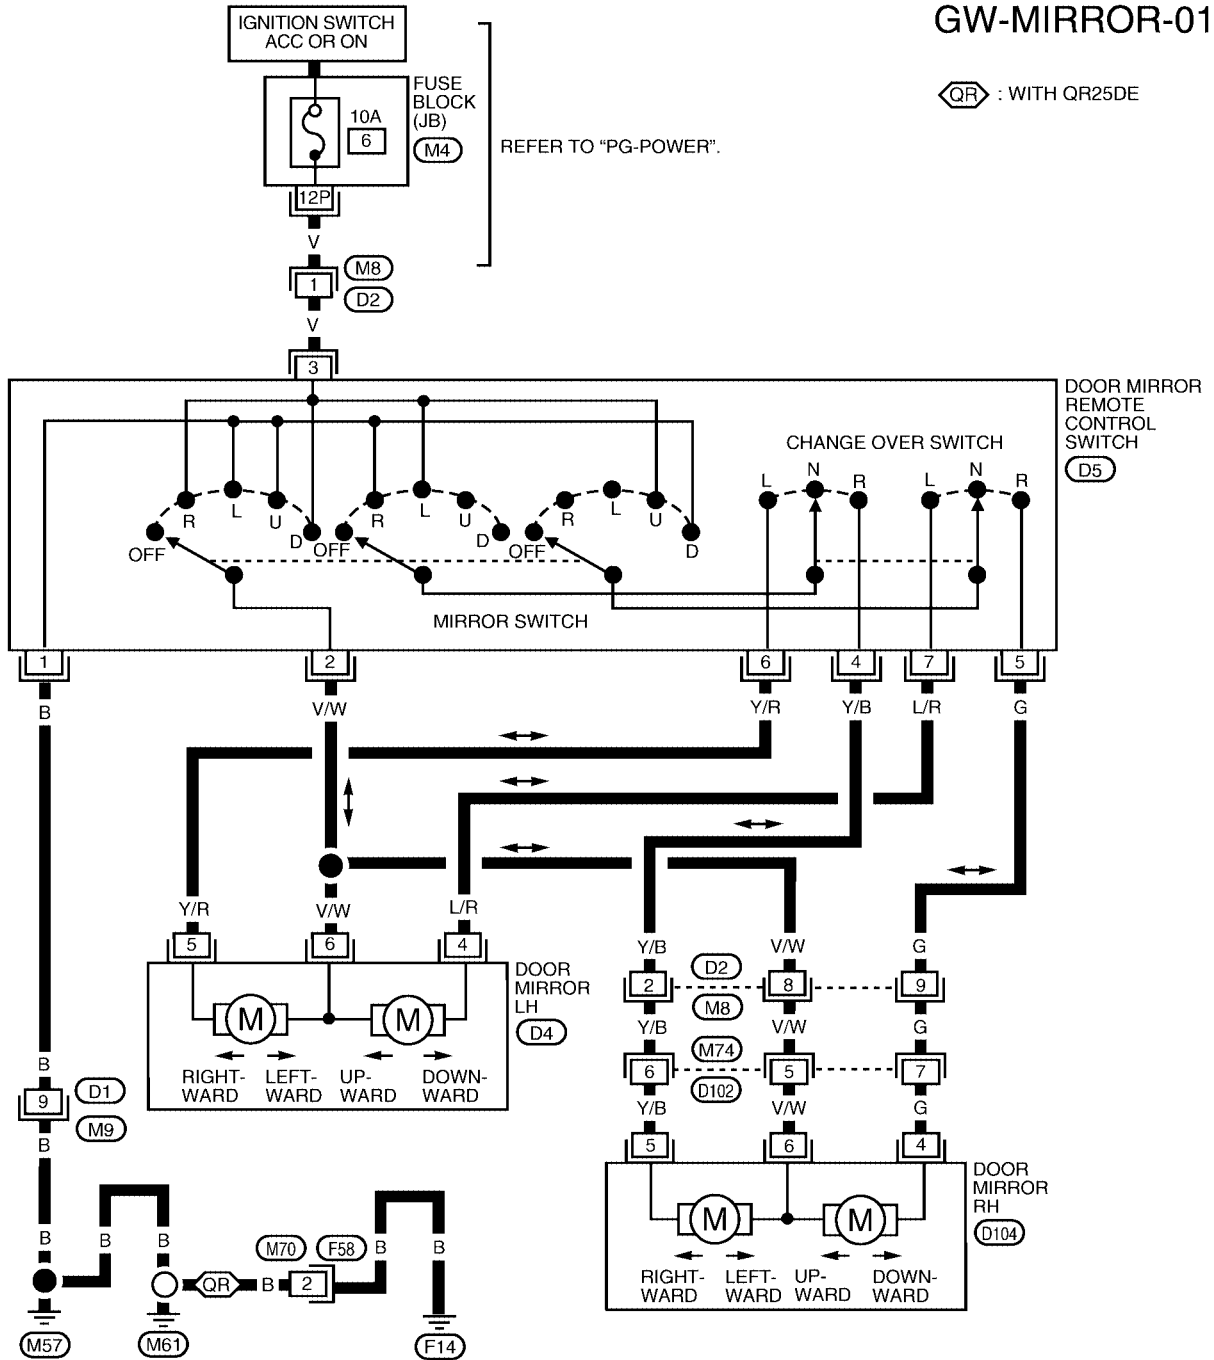 GW-MIRROR-01
IGNITION SWITCH
ACC OR ON
FUSE
BLOCK
(JB)
M4
10A
6
QR : WITH QR25DE
REFER TO “PG-POWER”.
12P
V
M8
1
D2
V
3
DOOR MIRROR
REMOTE
CONTROL
SWITCH
D5
CHANGE OVER SWITCH
L N R L N R
R L U D R L U D R L U D
OFF OFF OFF
MIRROR SWITCH
1 2 6 4 7 5
B V/W Y/R Y/B L/R G
Y/R V/W L/R
5 6 4
Y/B V/W G
DOOR
MIRROR
LH
D4
D2
2 8 9
M8
M M
Y/B V/W G
M74
6 5 7
D102
RIGHT- LEFT- UP- DOWN-
WARD WARD WARD WARD
B
9
D1
M9
B
Y/B V/W G
5 6 4
DOOR
MIRROR
RH
D104
M M
RIGHT- LEFT- UP- DOWN-
WARD WARD WARD WARD
B B B
M70 F58
B B
QR B 2
M57 M61 F14